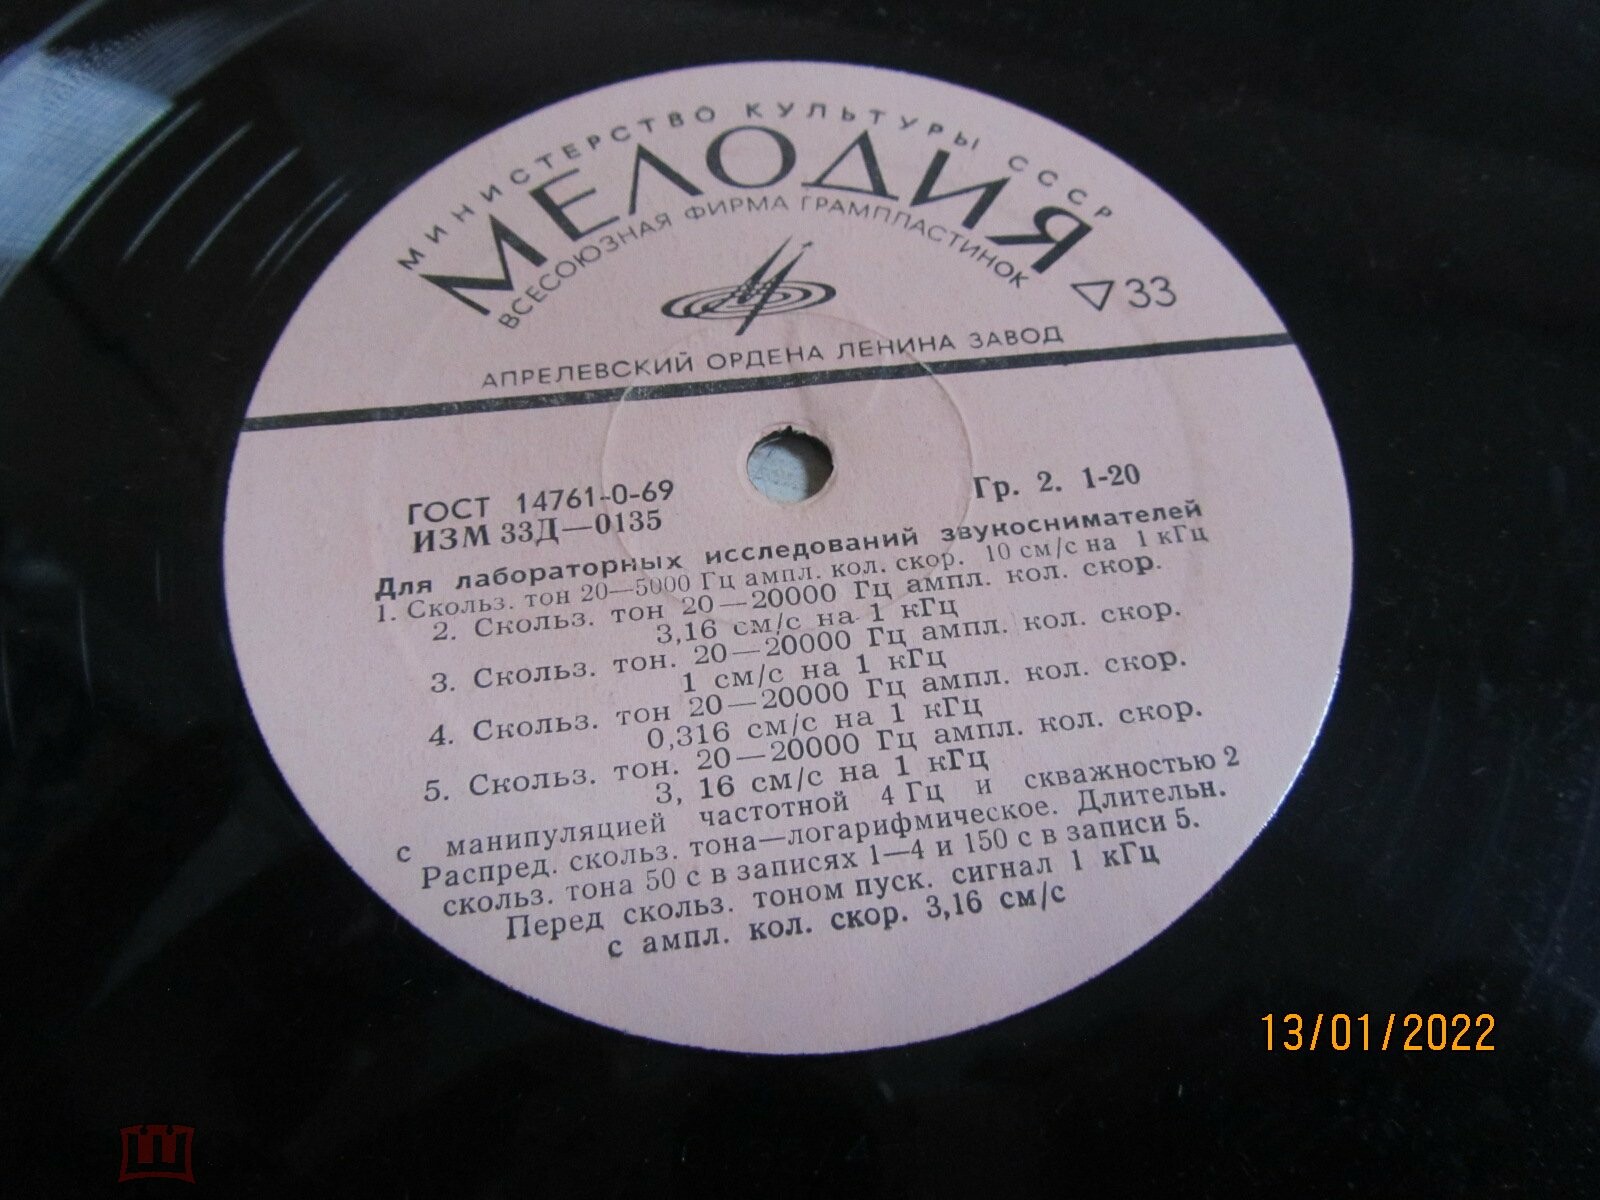 МИНИСТЕРСТВО КУЛЬТУРЫ СССР
МЕЛОДИЯ
ВСЕСОЮЗНАЯ ФИРМА ГРАМПЛАСТИНОК
33
АПРЕЛЕВСКИЙ ОРДЕНА ЛЕНИНА ЗАВОД
ГОСТ 14761-0-69
Гр. 2. 1-20
ИЗМ 33Д—0135
Для лабораторных исследований звукоснимателей
1. Скольз. тон 20—5000 Гц ампл. кол. скор. 10 см/с на 1 кГц
2. Скольз. тон 20—20000 Гц ампл. кол. скор.
3,16 см/с на 1 кГц
3. Скольз. тон. 20—20000 Гц ампл. кол. скор.
1 см/с на 1 кГц
4. Скольз. тон 20—20000 Гц ампл. кол. скор.
0,316 см/с на 1 кГц
5. Скольз. тон. 20—20000 Гц ампл. кол. скор.
3, 16 см/с на 1 кГц
с манипуляцией частотной 4 Гц и скважностью 2
Распред. скольз. тона—логарифмическое. Длительн.
скольз. тона 50 с в записях 1—4 и 150 с в записи 5.
Перед скольз. тоном пуск. сигнал 1 кГц
с ампл. кол. скор. 3,16 см/с
13/01/2022